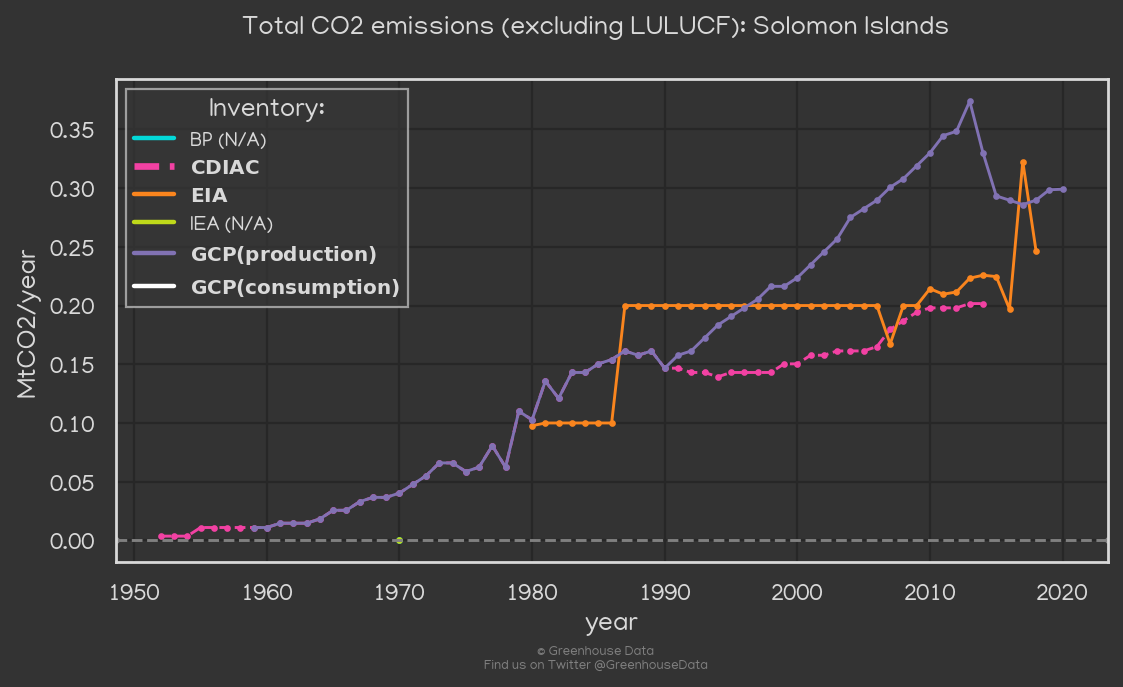 Total CO2 emissions (excluding LULUCF): Solomon Islands
Inventory:
BP (N/A)
CDIAC
EIA
IEA (N/A)
GCP(production)
GCP(consumption)
MtCO2/year
0.35
0.30
0.25
0.20
0.15
0.10
0.05
0.00
1950 1960 1970 1980 1990 2000 2010 2020
year
© Greenhouse Data
Find us on Twitter @GreenhouseData